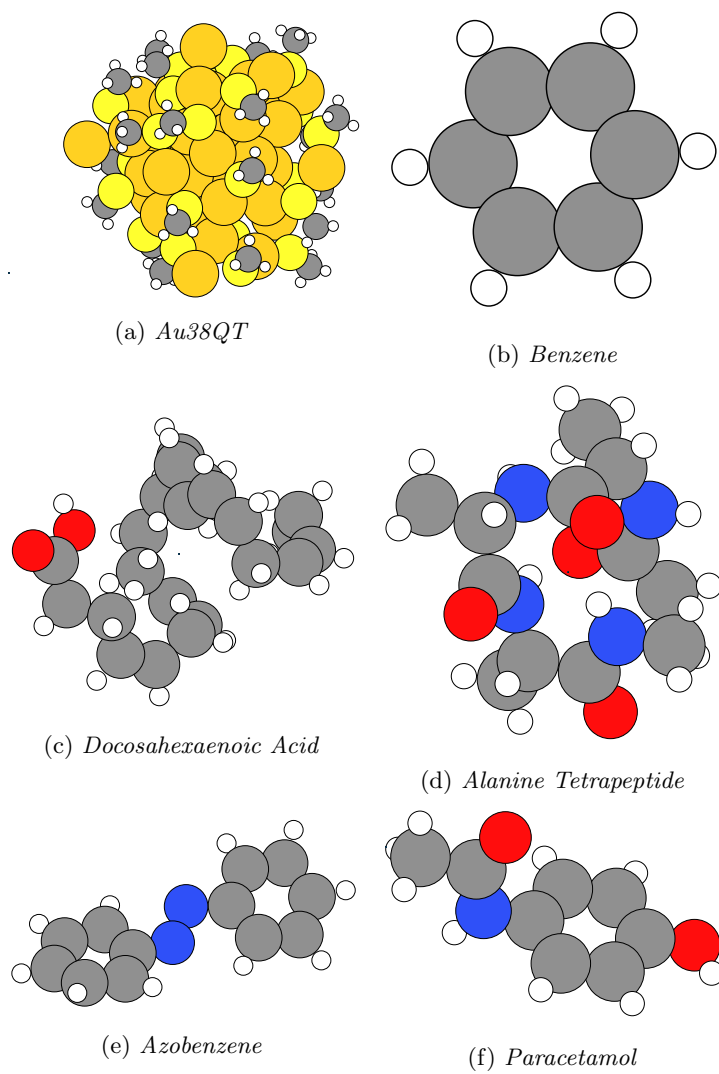 (a) Au38QT
(b) Benzene
(c) Docosahexaenoic Acid
(d) Alanine Tetrapeptide
(e) Azobenzene
(f) Paracetamol